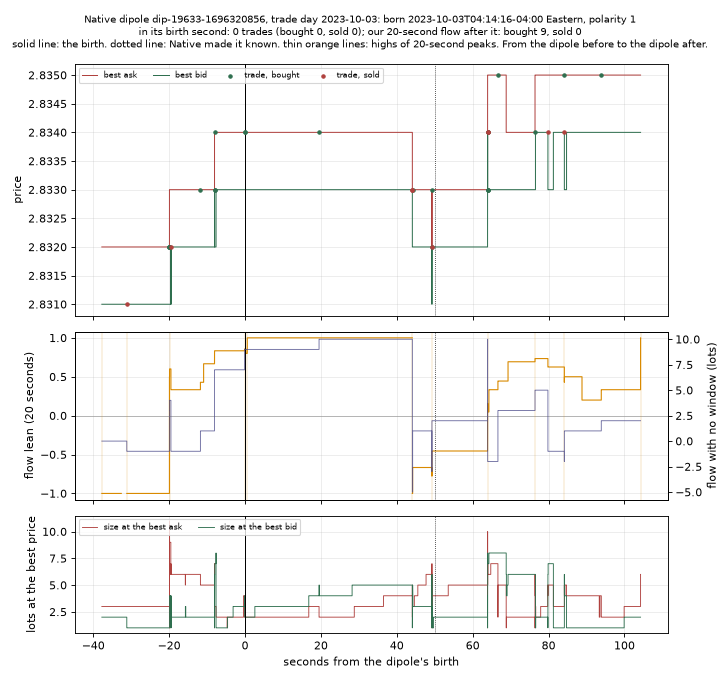 Native dipole dip-19633-1696320856, trade day 2023-10-03: born 2023-10-03T04:14:16-04:00 Eastern, polarity 1
in its birth second: 0 trades (bought 0, sold 0); our 20-second flow after it: bought 9, sold 0
solid line: the birth. dotted line: Native made it known. thin orange lines: highs of 20-second peaks. From the dipole before to the dipole after.
best ask best bid trade, bought trade, sold
2.8350
2.8345
2.8340
2.8335
2.8330
2.8325
2.8320
2.8315
2.8310
price
1.0
0.5
0.0
−0.5
−1.0
flow lean (20 seconds)
10.0
7.5
5.0
2.5
0.0
−2.5
−5.0
flow with no window (lots)
size at the best ask size at the best bid
10.0
7.5
5.0
2.5
lots at the best price
−40 −20 0 20 40 60 80 100
seconds from the dipole's birth